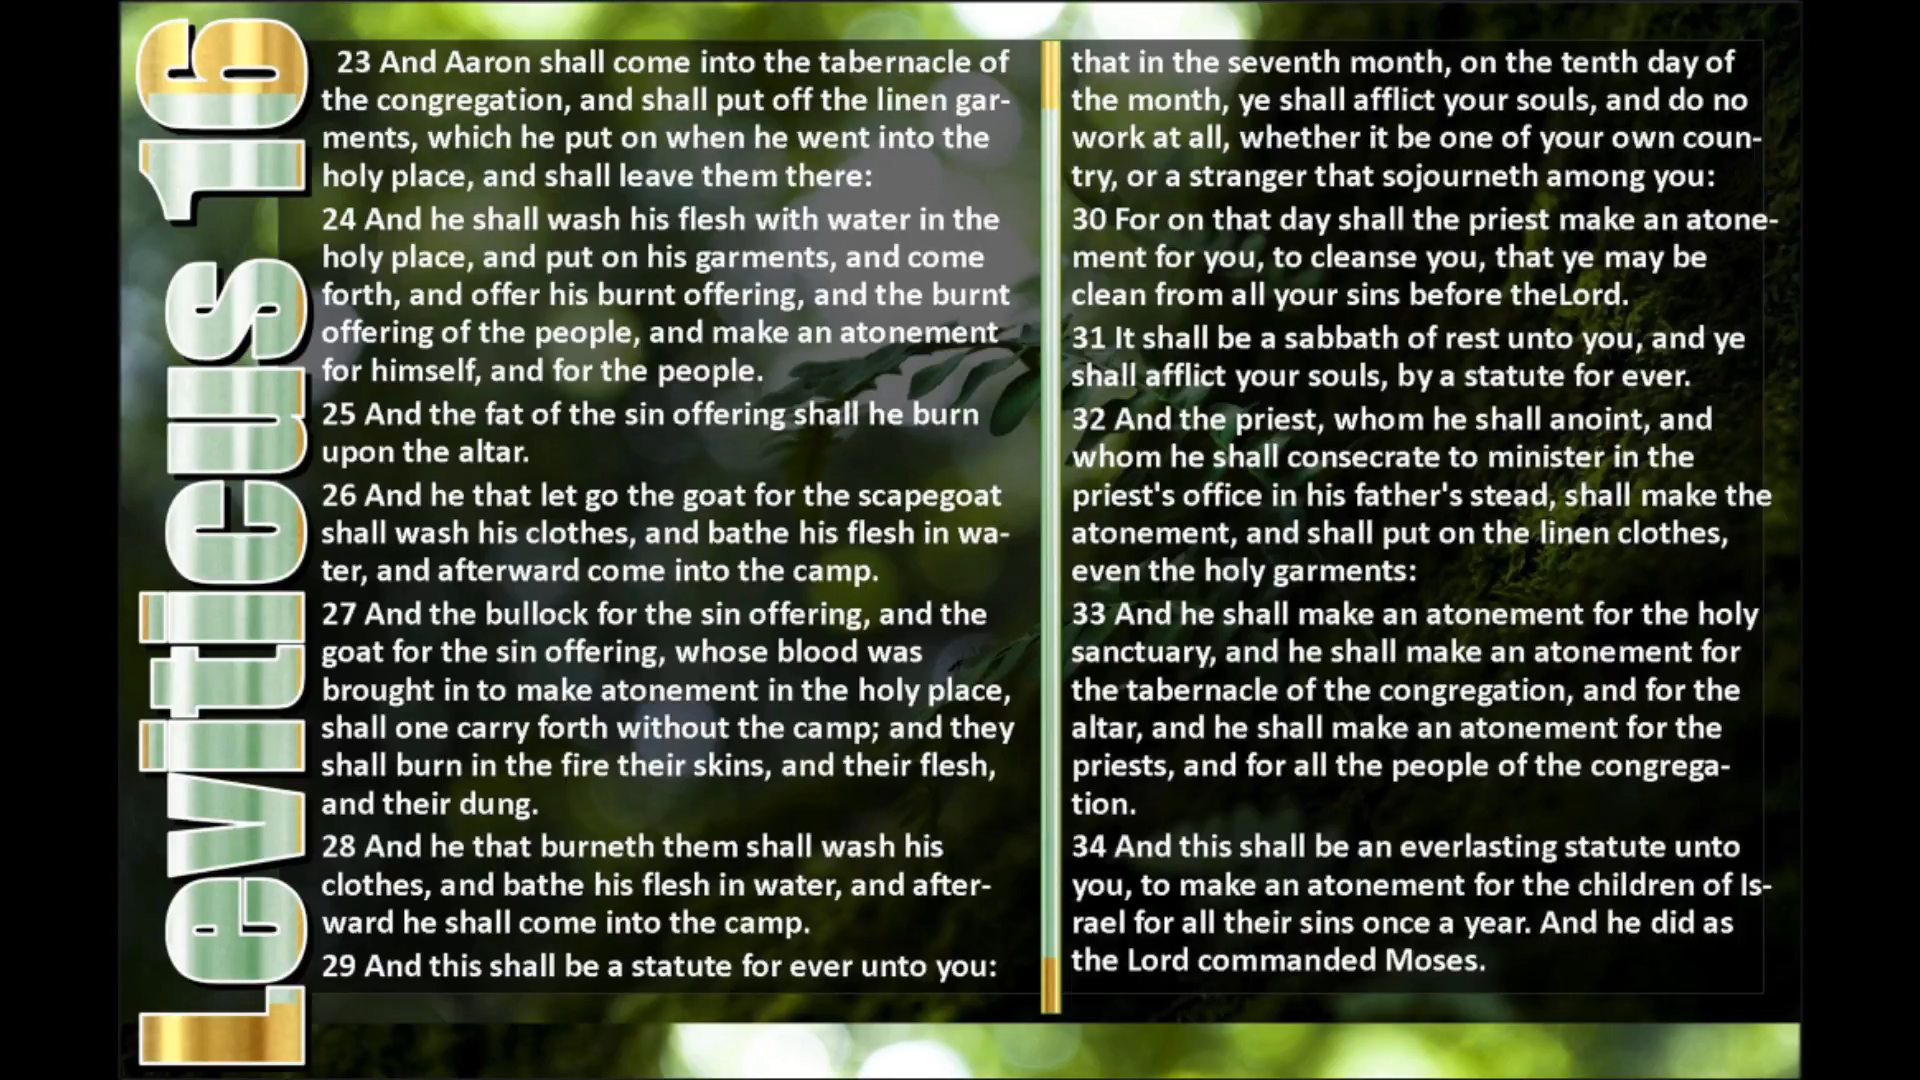 Leviticus 16
23 And Aaron shall come into the tabernacle of
the congregation, and shall put off the linen gar-
ments, which he put on when he went into the
holy place, and shall leave them there:
24 And he shall wash his flesh with water in the
holy place, and put on his garments, and come
forth, and offer his burnt offering, and the burnt
offering of the people, and make an atonement
for himself, and for the people.
25 And the fat of the sin offering shall he burn
upon the altar.
26 And he that let go the goat for the scapegoat
shall wash his clothes, and bathe his flesh in wa-
ter, and afterward come into the camp.
27 And the bullock for the sin offering, and the
goat for the sin offering, whose blood was
brought in to make atonement in the holy place,
shall one carry forth without the camp; and they
shall burn in the fire their skins, and their flesh,
and their dung.
28 And he that burneth them shall wash his
clothes, and bathe his flesh in water, and after-
ward he shall come into the camp.
29 And this shall be a statute for ever unto you:
that in the seventh month, on the tenth day of
the month, ye shall afflict your souls, and do no
work at all, whether it be one of your own coun-
try, or a stranger that sojourneth among you:
30 For on that day shall the priest make an atone-
ment for you, to cleanse you, that ye may be
clean from all your sins before theLord.
31 It shall be a sabbath of rest unto you, and ye
shall afflict your souls, by a statute for ever.
32 And the priest, whom he shall anoint, and
whom he shall consecrate to minister in the
priest's office in his father's stead, shall make the
atonement, and shall put on the linen clothes,
even the holy garments:
33 And he shall make an atonement for the holy
sanctuary, and he shall make an atonement for
the tabernacle of the congregation, and for the
altar, and he shall make an atonement for the
priests, and for all the people of the congrega-
tion.
34 And this shall be an everlasting statute unto
you, to make an atonement for the children of Is-
rael for all their sins once a year. And he did as
the Lord commanded Moses.